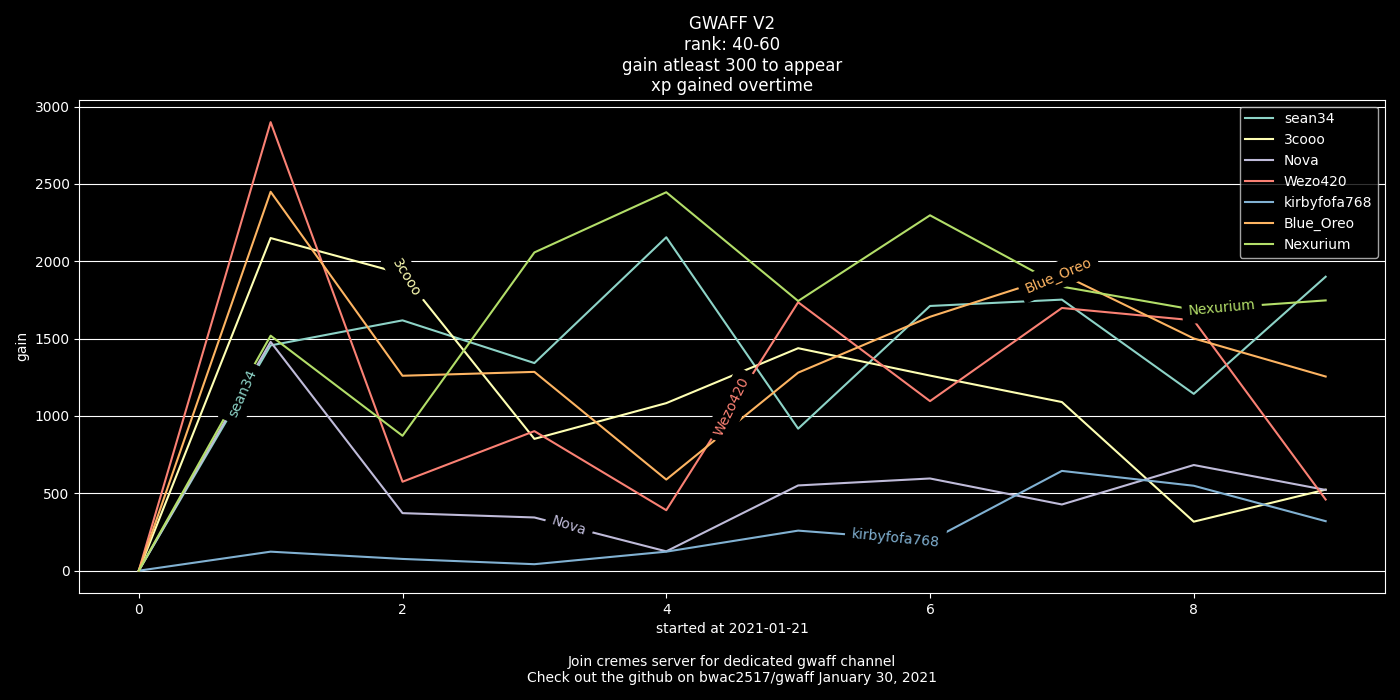 GWAFF V2
rank: 40-60
gain atleast 300 to appear
xp gained overtime
3000
2500
2000
1500
1000
500
0
gain
sean34
3cooo
Nova
Wezo420
kirbyfofa768
Blue_Oreo
Nexurium
sean34
3cooo
Nova
Wezo420
kirbyfofa768
Blue_Oreo
Nexurium
0 2 4 6 8
started at 2021-01-21
Join cremes server for dedicated gwaff channel
Check out the github on bwac2517/gwaff January 30, 2021